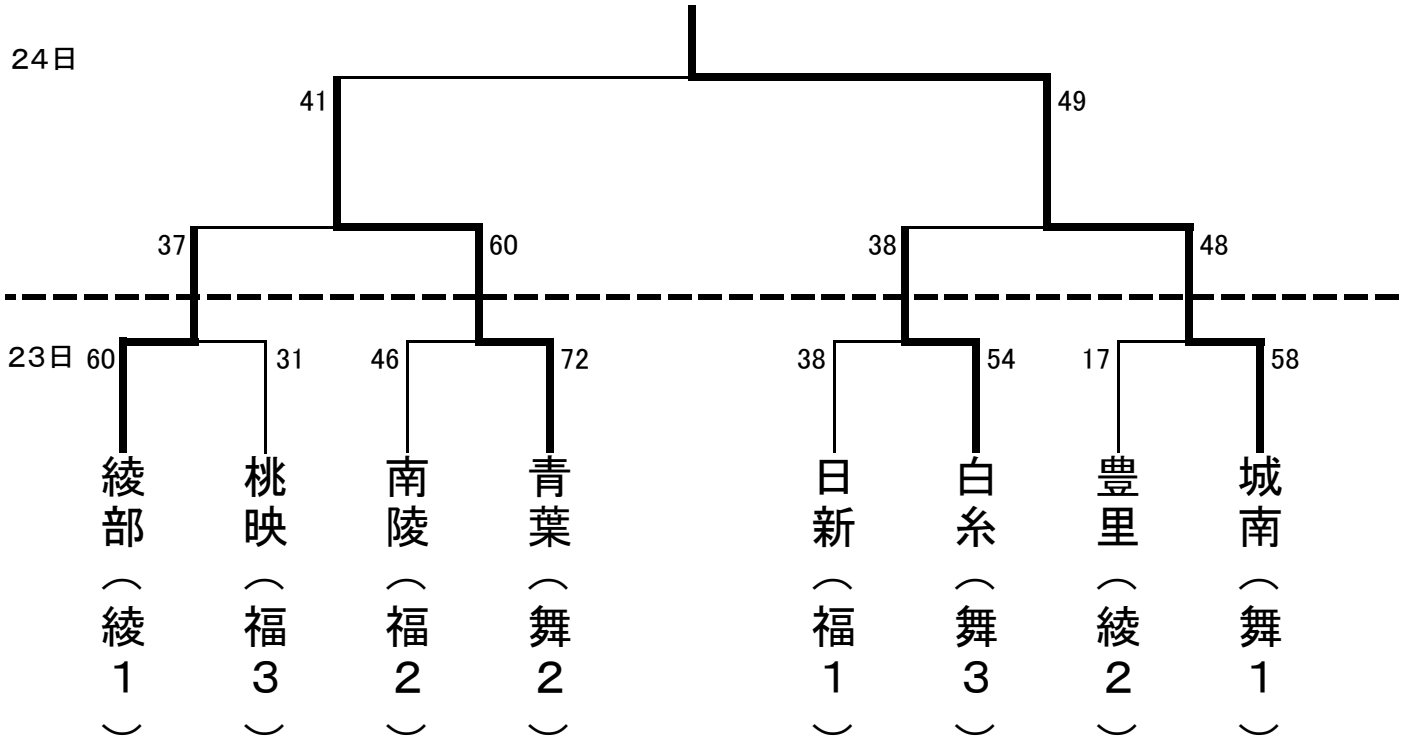 24日
41
49
37
60
38
48
23日
60
31
46
72
38
54
17
58
綾部（綾1）
桃映（福3）
南陵（福2）
青葉（舞2）
日新（福1）
白糸（舞3）
豊里（綾2）
城南（舞1）